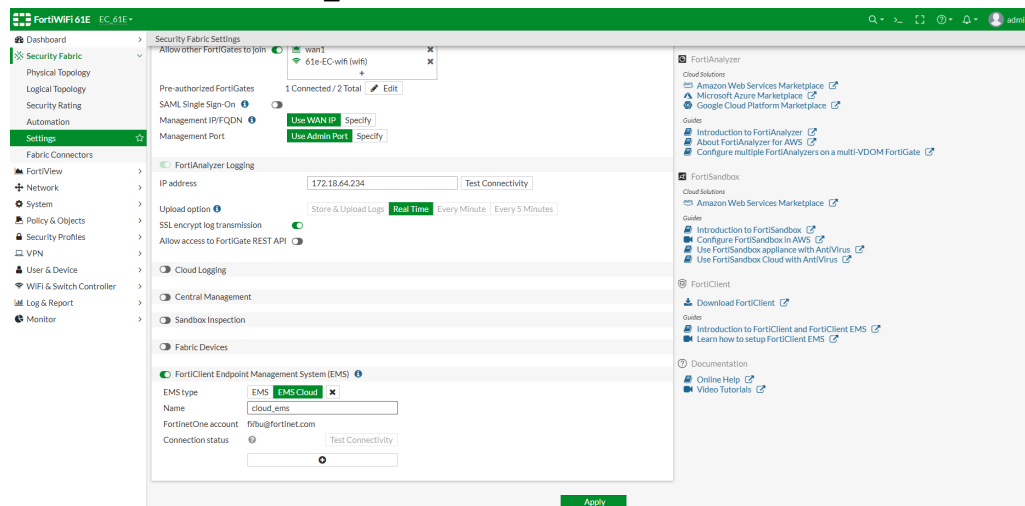 FortiWiFi 61E EC_61E
admin
Dashboard
Security Fabric
Physical Topology
Logical Topology
Security Rating
Automation
Settings
Fabric Connectors
FortiView
Network
System
Policy & Objects
Security Profiles
VPN
User & Device
WiFi & Switch Controller
Log & Report
Monitor
Security Fabric Settings
Allow other FortiGates to join
wan1
61e-EC-wifi (wifi)
+
Pre-authorized FortiGates 1 Connected / 2 Total Edit
SAML Single Sign-On
Management IP/FQDN Use WAN IP Specify
Management Port Use Admin Port Specify
FortiAnalyzer Logging
IP address 172.18.64.234 Test Connectivity
Upload option Store & Upload Logs Real Time Every Minute Every 5 Minutes
SSL encrypt log transmission
Allow access to FortiGate REST API
Cloud Logging
Central Management
Sandbox Inspection
Fabric Devices
FortiClient Endpoint Management System (EMS)
EMS type EMS EMS Cloud
Name cloud_ems
FortinetOne account @fortinet.com
Connection status Test Connectivity
Apply
FortiAnalyzer
Cloud Solutions
Amazon Web Services Marketplace
Microsoft Azure Marketplace
Google Cloud Platform Marketplace
Guides
Introduction to FortiAnalyzer
About FortiAnalyzer for AWS
Configure multiple FortiAnalyzers on a multi-VDOM FortiGate
FortiSandbox
Cloud Solutions
Amazon Web Services Marketplace
Guides
Introduction to FortiSandbox
Configure FortiSandbox in AWS
Use FortiSandbox appliance with AntiVirus
Use FortiSandbox Cloud with AntiVirus
FortiClient
Download FortiClient
Guides
Introduction to FortiClient and FortiClient EMS
Learn how to setup FortiClient EMS
Documentation
Online Help
Video Tutorials